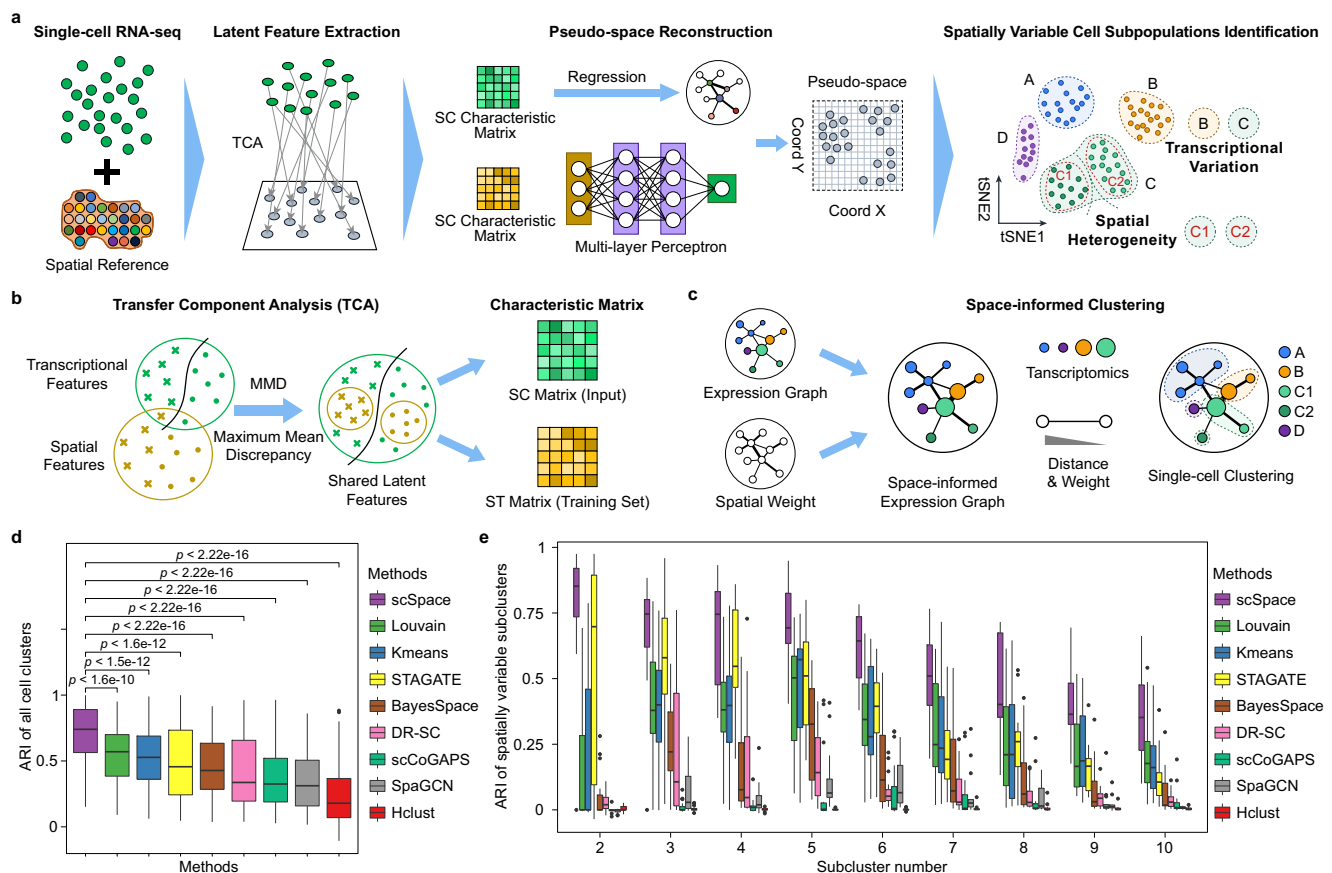 a
Single-cell RNA-seq
Spatial Reference
Latent Feature Extraction
TCA
Pseudo-space Reconstruction
SC Characteristic
Matrix
Regression
SC Characteristic
Matrix
Multi-layer Perceptron
Pseudo-space
Coord Y
Coord X
Spatially Variable Cell Subpopulations Identification
A
B
D
C1
C2
C
tSNE2
tSNE1
B
C
Transcriptional
Variation
Spatial
Heterogeneity
C1
C2
b
Transfer Component Analysis (TCA)
Transcriptional
Features
Spatial
Features
MMD
Maximum Mean
Discrepancy
Shared Latent
Features
Characteristic Matrix
SC Matrix (Input)
ST Matrix (Training Set)
c
Space-informed Clustering
Expression Graph
Spatial Weight
Space-informed
Expression Graph
Tanscriptomics
Distance
& Weight
Single-cell Clustering
A
B
C1
C2
D
d
p < 2.22e-16
p < 2.22e-16
p < 2.22e-16
p < 2.22e-16
p < 2.22e-16
p < 1.6e-12
p < 1.5e-12
p < 1.6e-10
ARI of all cell clusters
1
0.5
0
Methods
Methods
scSpace
Louvain
Kmeans
STAGATE
BayesSpace
DR-SC
scCoGAPS
SpaGCN
Hclust
e
ARI of spatially variable subclusters
1
0.75
0.5
0.25
0
2 3 4 5 6 7 8 9 10
Subcluster number
Methods
scSpace
Louvain
Kmeans
STAGATE
BayesSpace
DR-SC
scCoGAPS
SpaGCN
Hclust